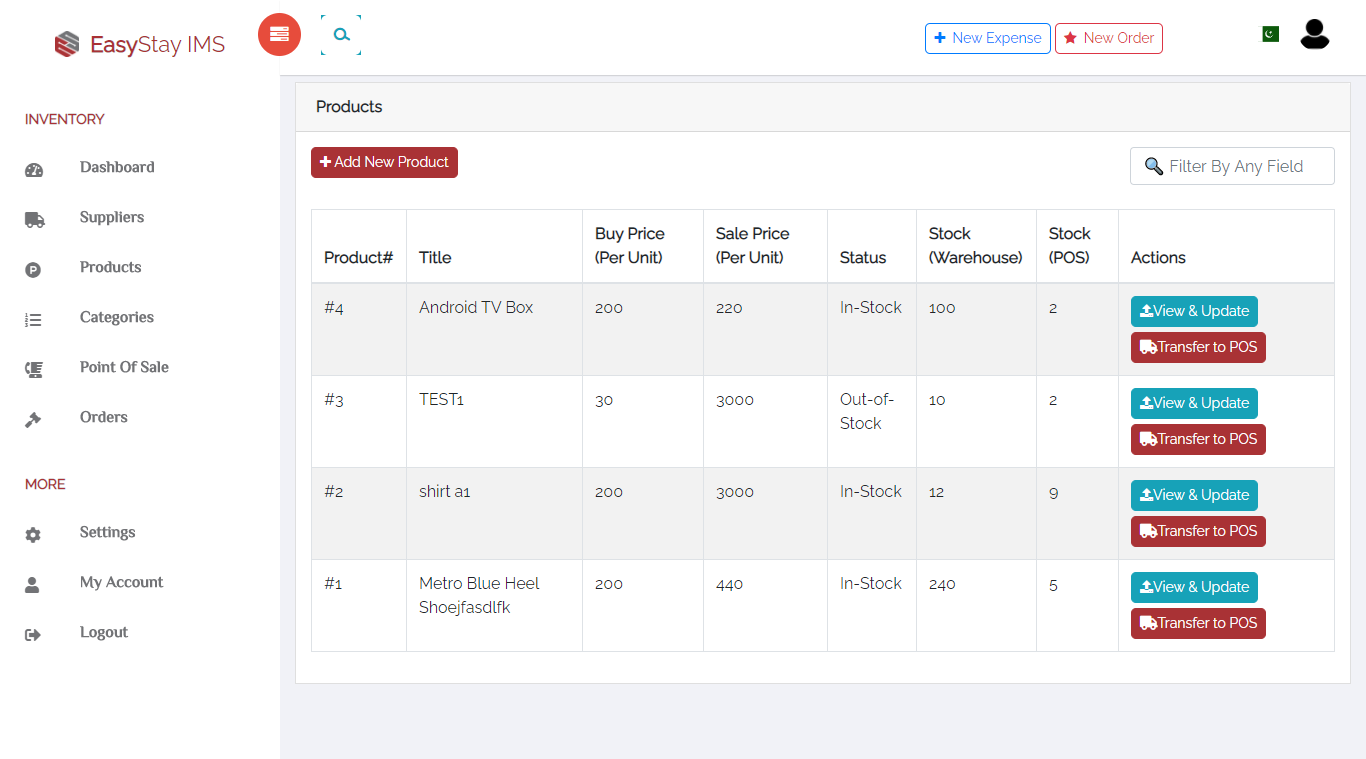 EasyStay IMS
New Expense
New Order
INVENTORY
Dashboard
Suppliers
Products
Categories
Point Of Sale
Orders
MORE
Settings
My Account
Logout
Products
Add New Product
Filter By Any Field
Product# Title Buy Price (Per Unit) Sale Price (Per Unit) Status Stock (Warehouse) Stock (POS) Actions
#4 Android TV Box 200 220 In-Stock 100 2 View & Update
Transfer to POS
#3 TEST1 30 3000 Out-of-Stock 10 2 View & Update
Transfer to POS
#2 shirt a1 200 3000 In-Stock 12 9 View & Update
Transfer to POS
#1 Metro Blue Heel Shoejfasdlfk 200 440 In-Stock 240 5 View & Update
Transfer to POS